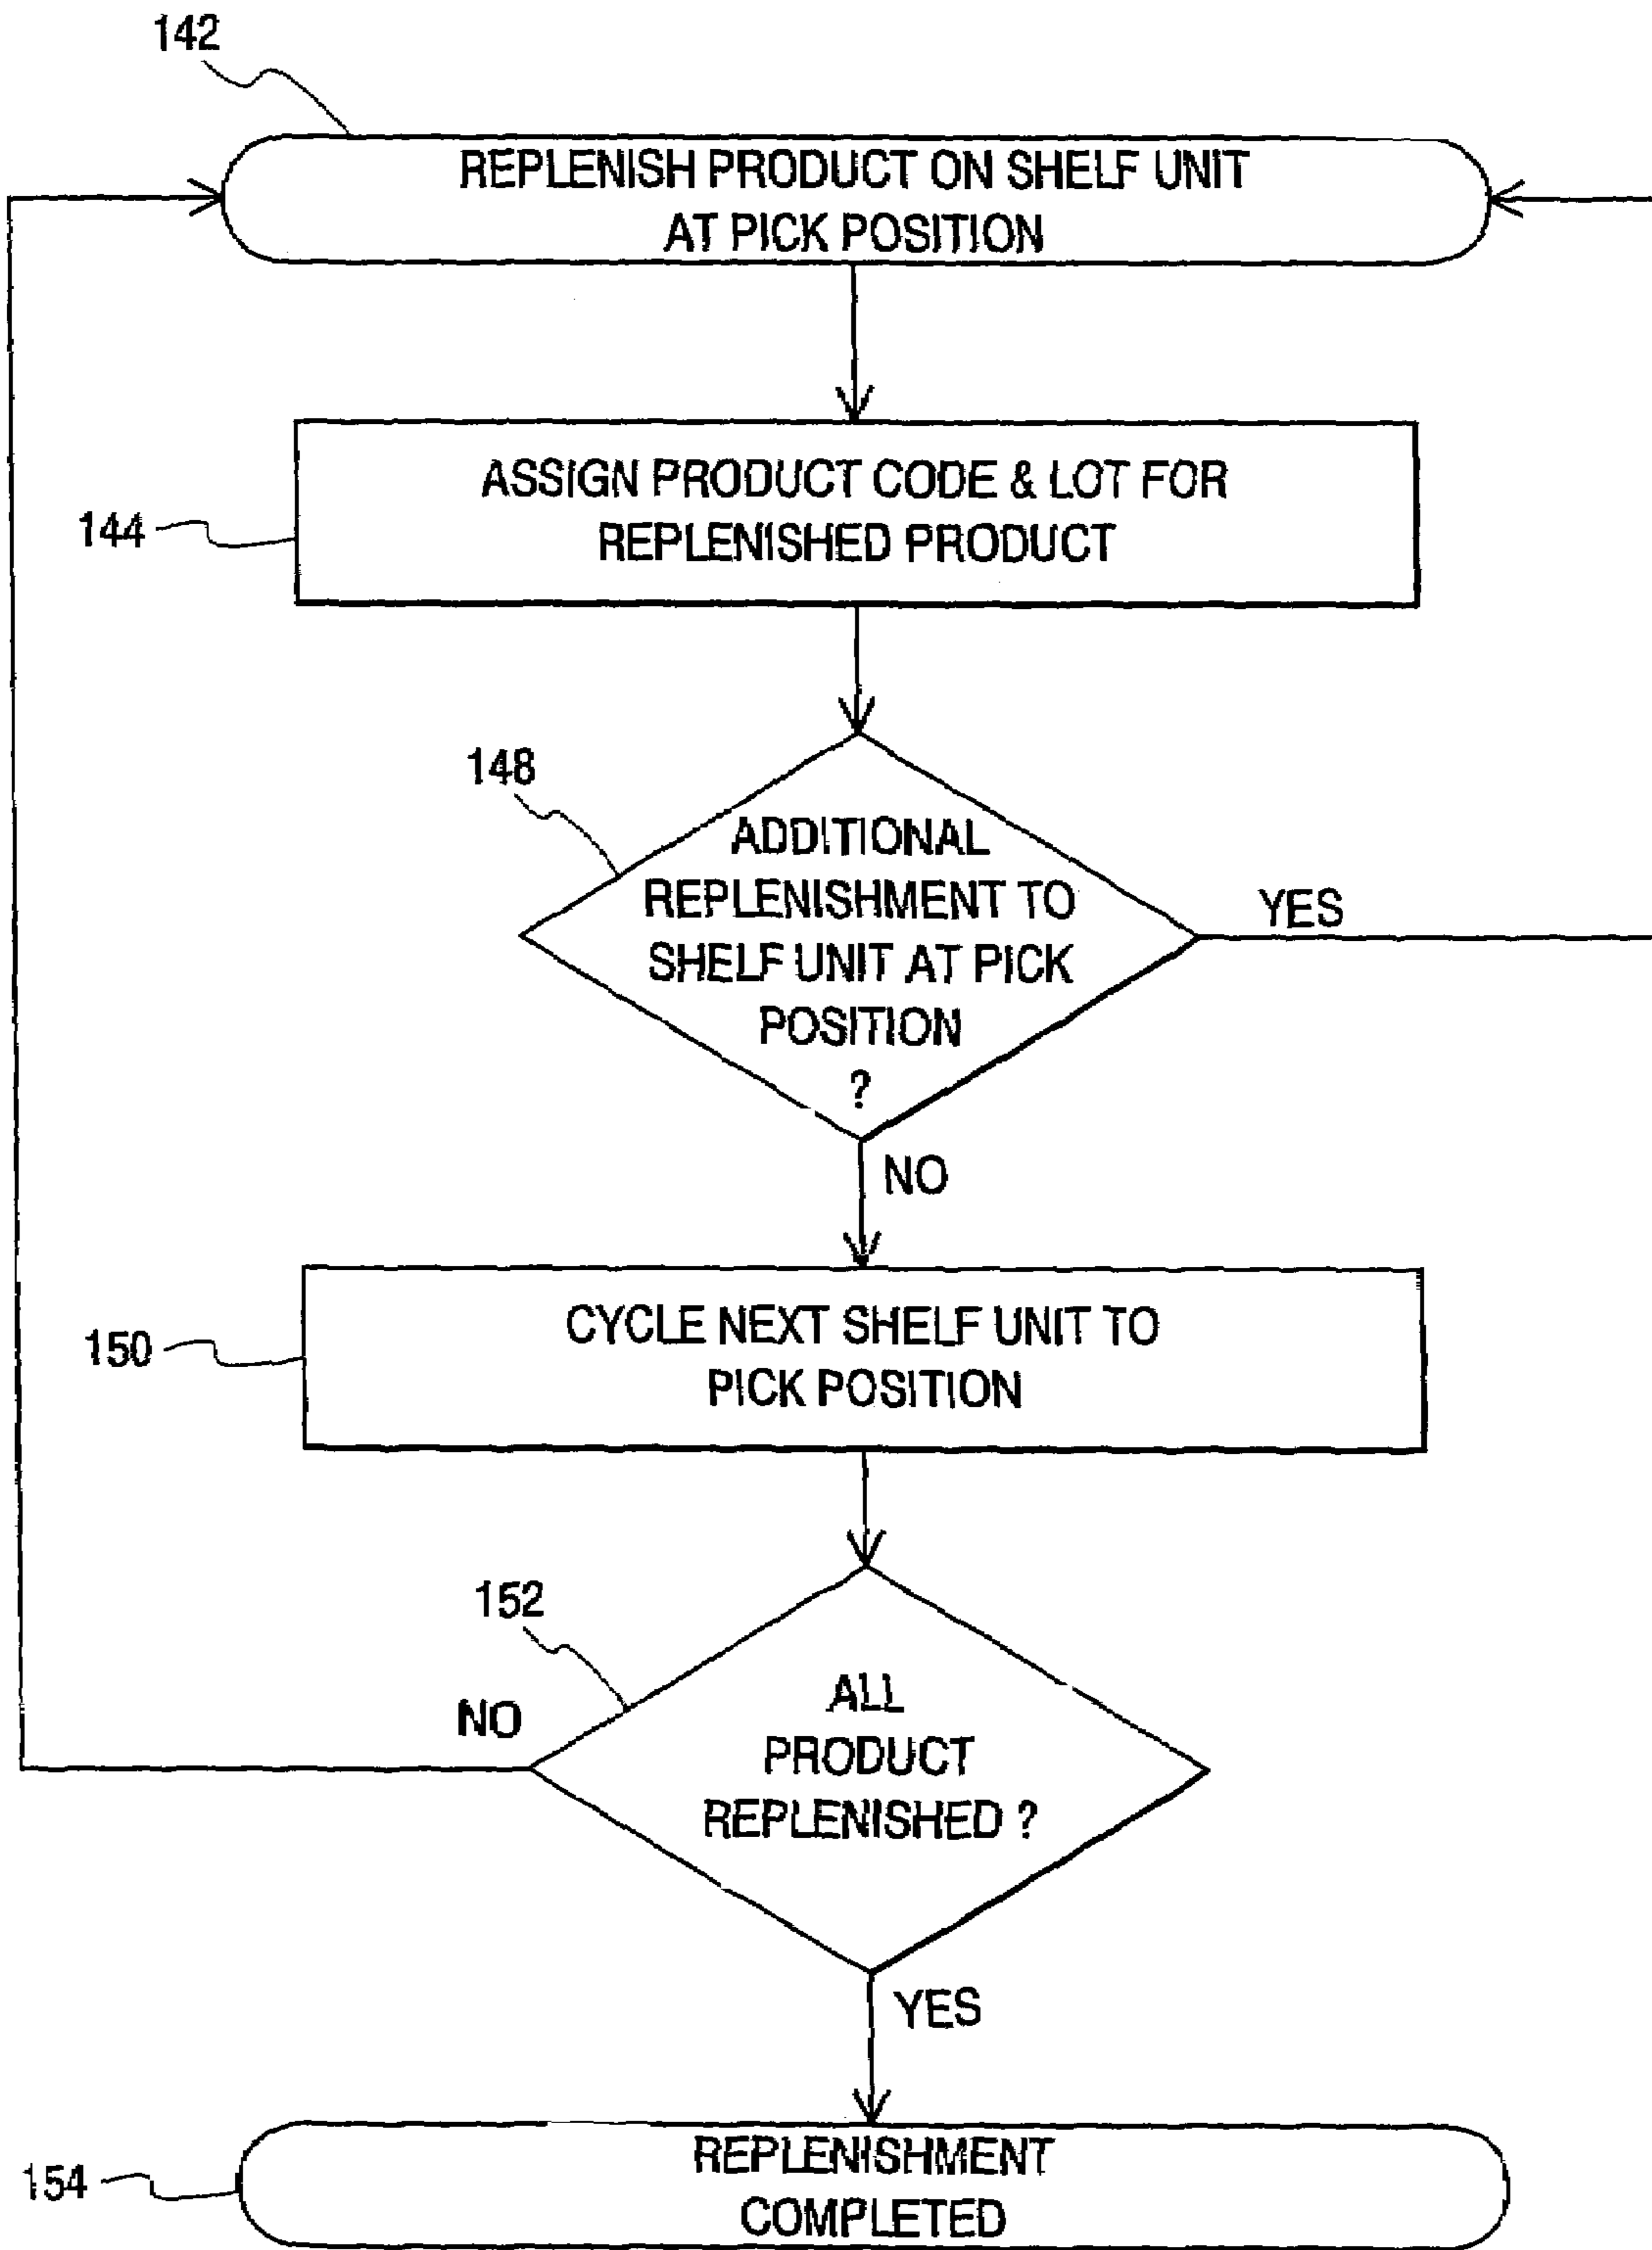 142
REPLENISH PRODUCT ON SHELF UNIT
AT PICK POSITION
144
ASSIGN PRODUCT CODE & LOT FOR
REPLENISHED PRODUCT
148
ADDITIONAL
REPLENISHMENT TO
SHELF UNIT AT PICK
POSITION
?
YES
NO
150
CYCLE NEXT SHELF UNIT TO
PICK POSITION
152
NO
ALL
PRODUCT
REPLENISHED ?
YES
154
REPLENISHMENT
COMPLETED